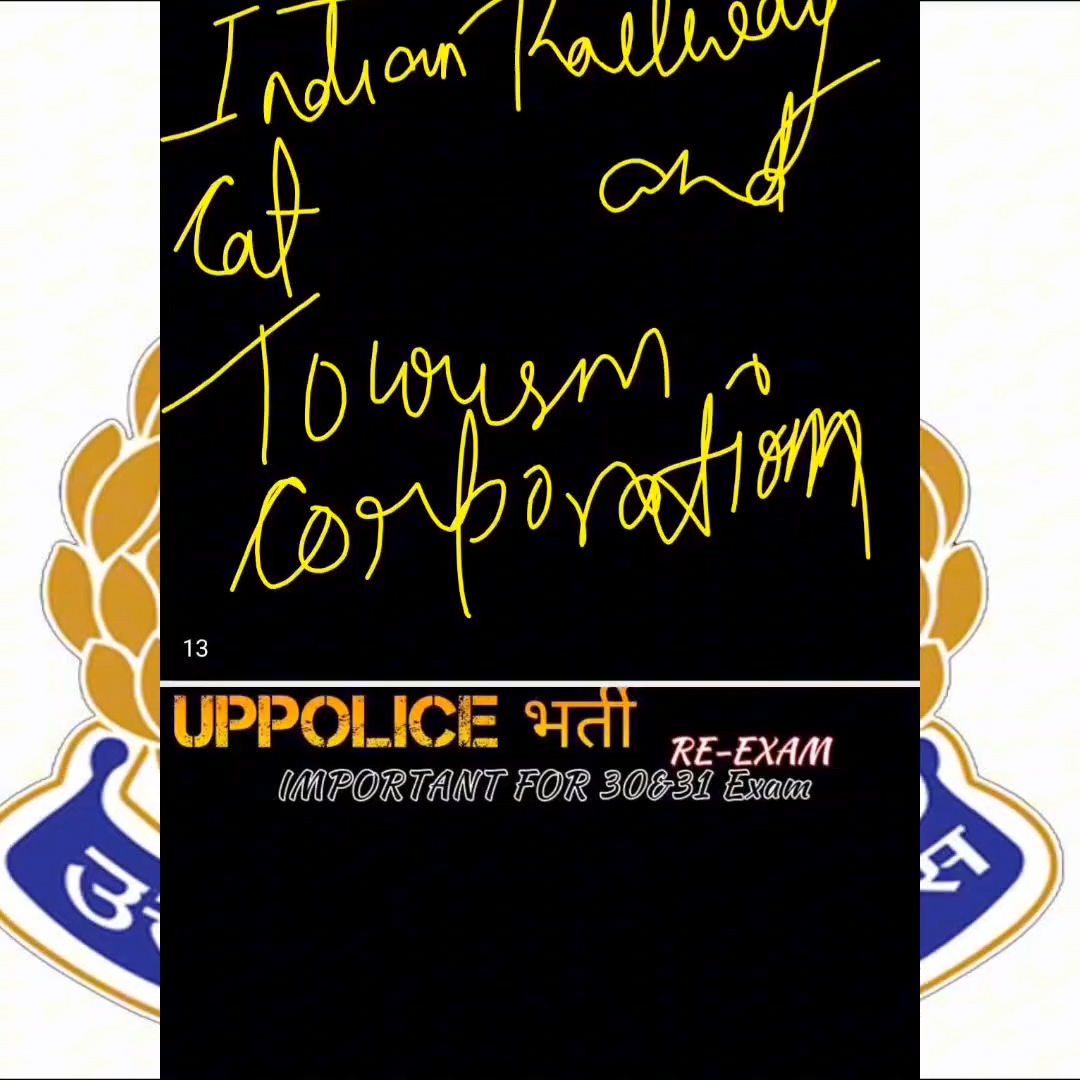 Indian Railway
Cat and
Tourism
corporation
13
UPPOLICE भर्ती
RE-EXAM
IMPORTANT FOR 30&31 Exam